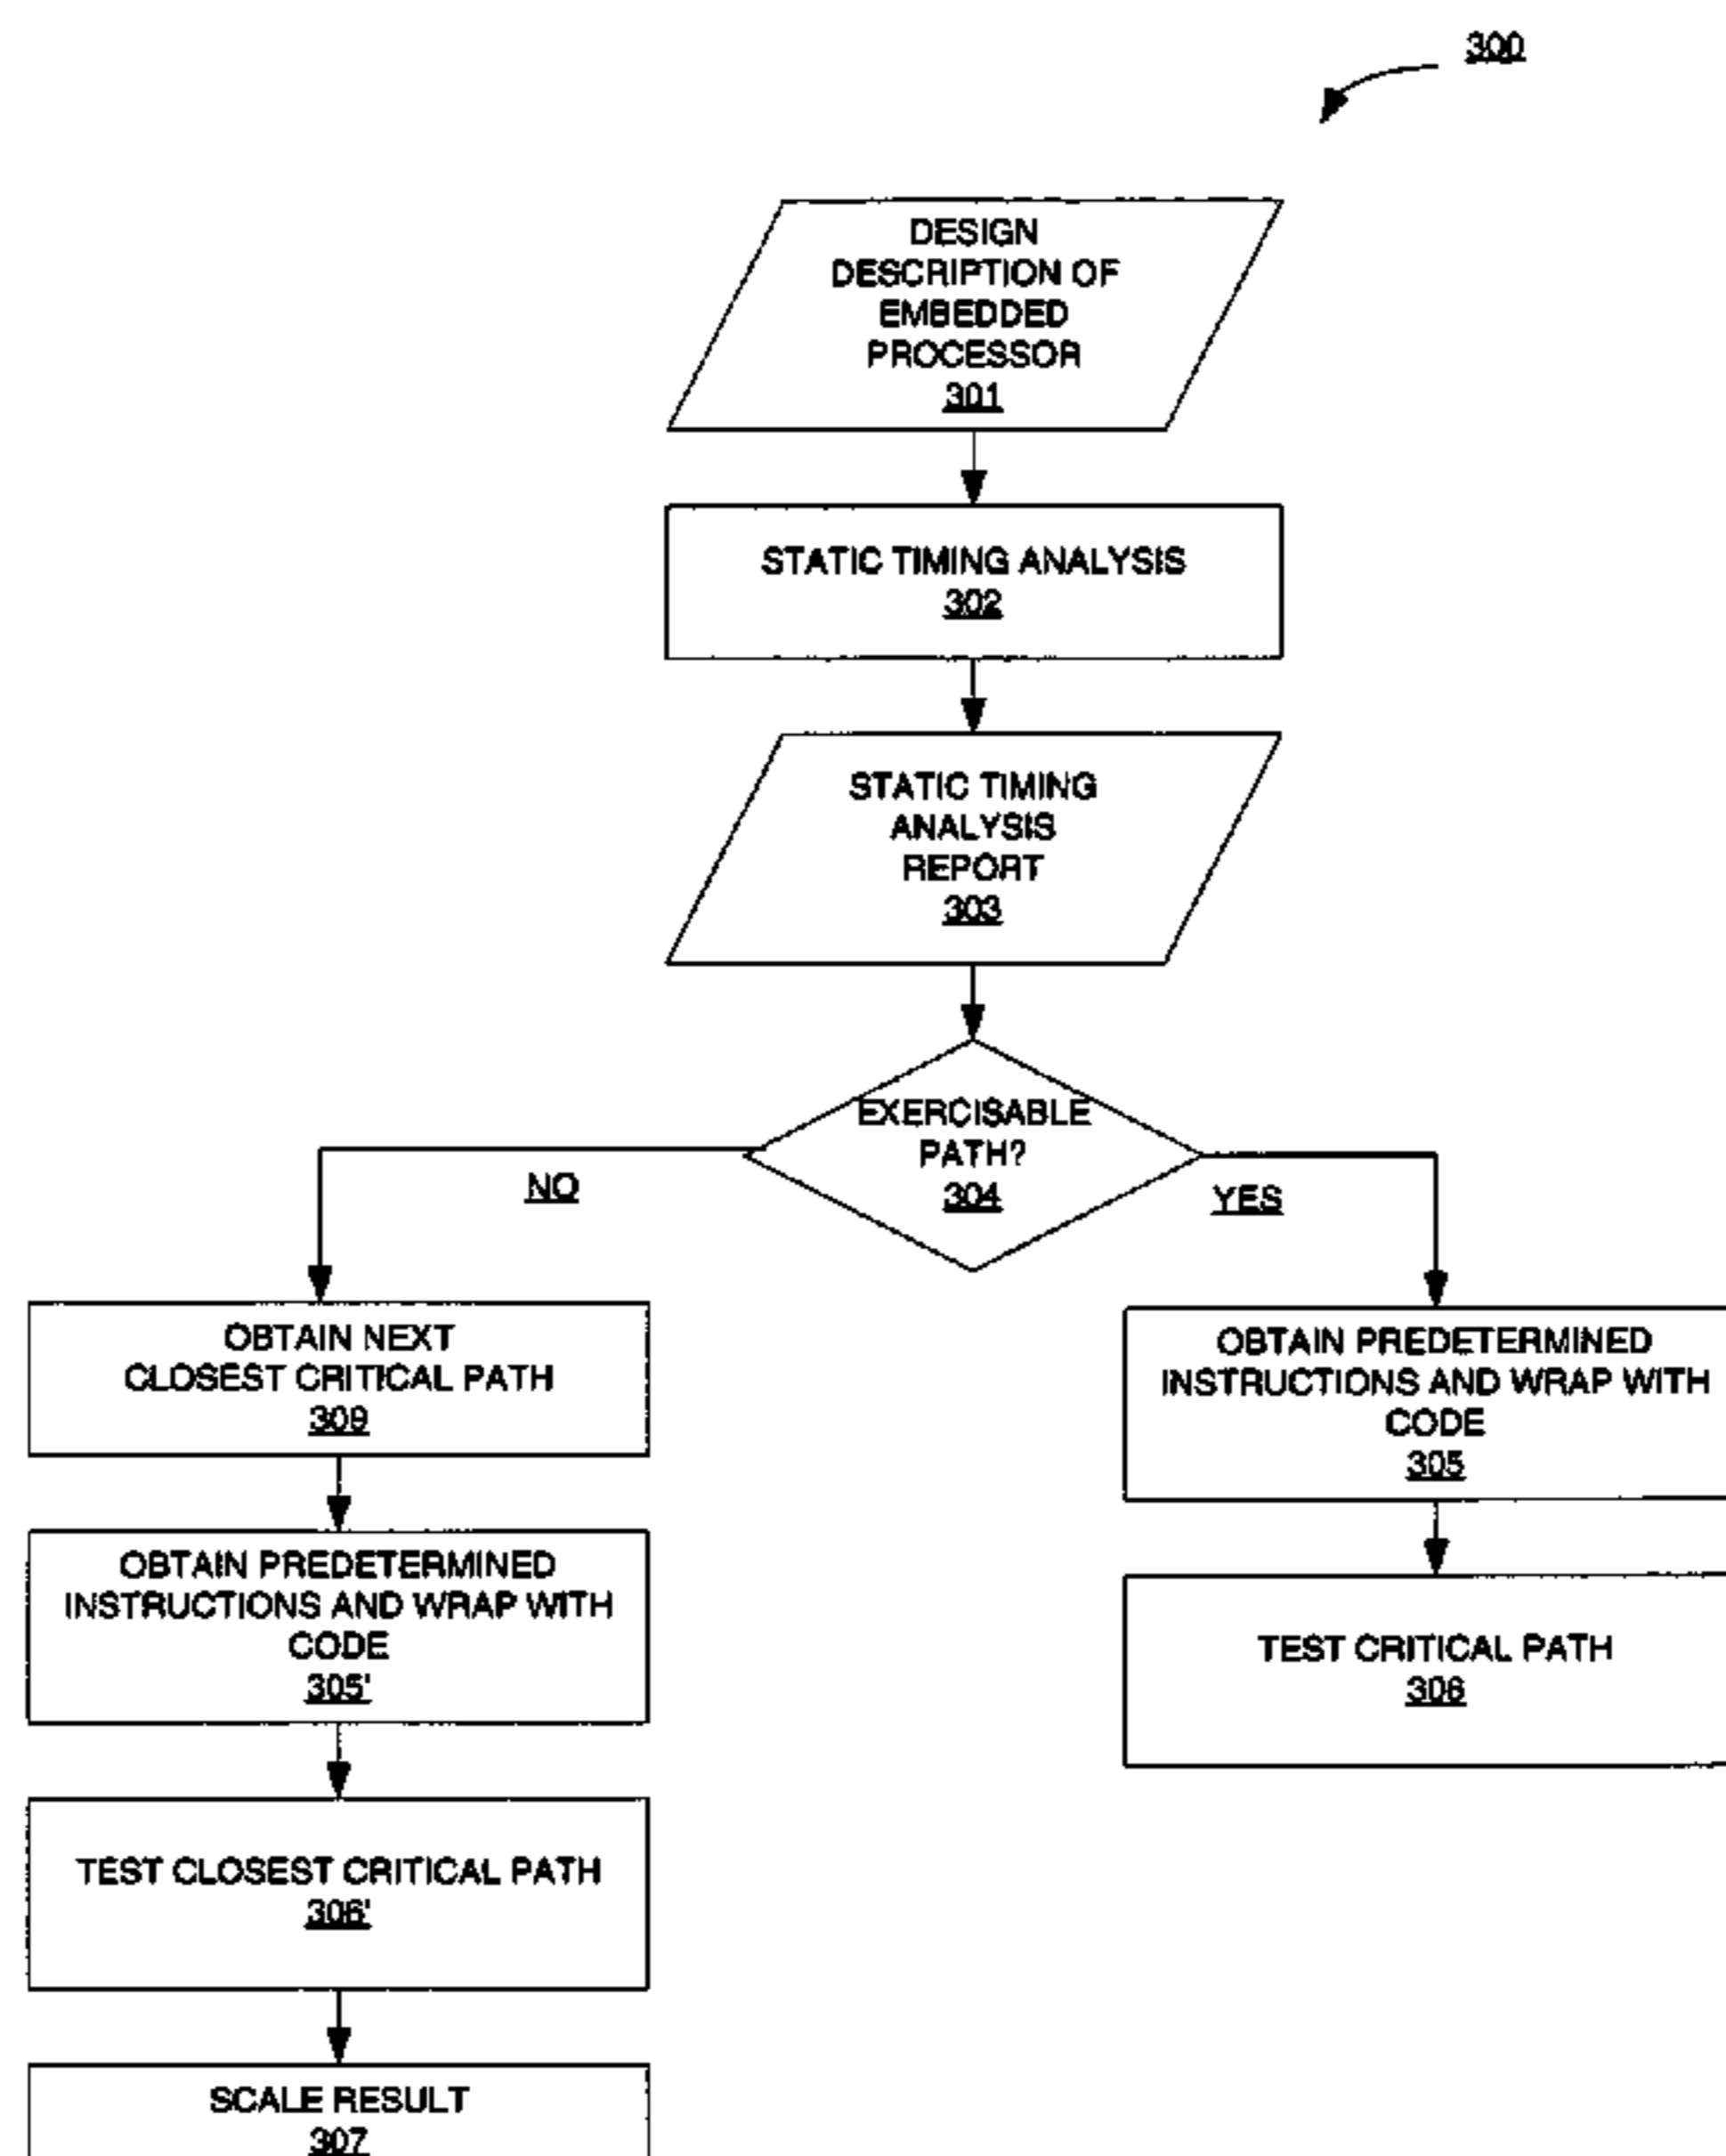 300
DESIGN
DESCRIPTION OF
EMBEDDED
PROCESSOR
301
STATIC TIMING ANALYSIS
302
STATIC TIMING
ANALYSIS
REPORT
303
EXERCISABLE
PATH?
304
NO
YES
OBTAIN NEXT
CLOSEST CRITICAL PATH
309
OBTAIN PREDETERMINED
INSTRUCTIONS AND WRAP WITH
CODE
305
OBTAIN PREDETERMINED
INSTRUCTIONS AND WRAP WITH
CODE
305'
TEST CRITICAL PATH
306
TEST CLOSEST CRITICAL PATH
306'
SCALE RESULT
307